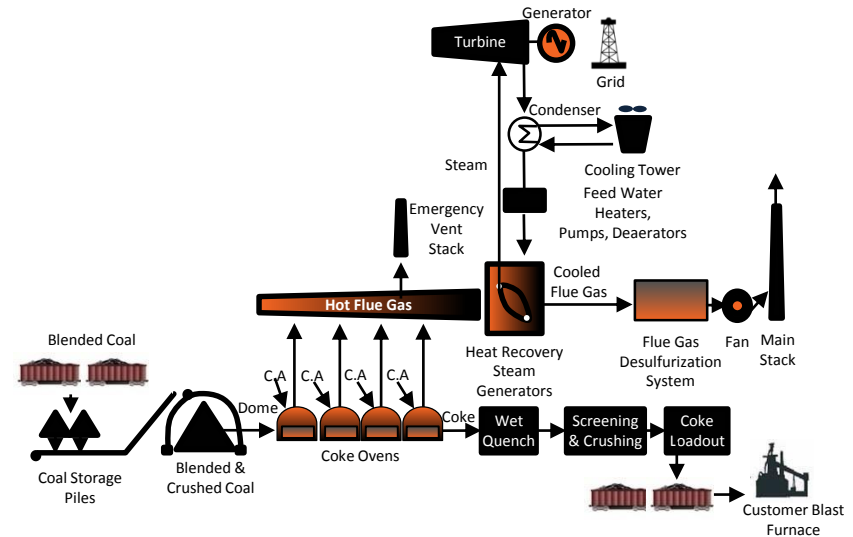 Generator
Turbine
Grid
Condenser
Steam
Cooling Tower
Feed Water
Heaters,
Pumps, Deaerators
Emergency
Vent
Stack
Hot Flue Gas
Cooled
Flue Gas
Heat Recovery
Steam
Generators
Flue Gas
Desulfurization
System
Fan
Main
Stack
Blended Coal
Coal Storage
Piles
Dome
Blended &
Crushed Coal
C.A
C.A
C.A
C.A
Coke Ovens
Coke
Wet
Quench
Screening
& Crushing
Coke
Loadout
Customer Blast
Furnace